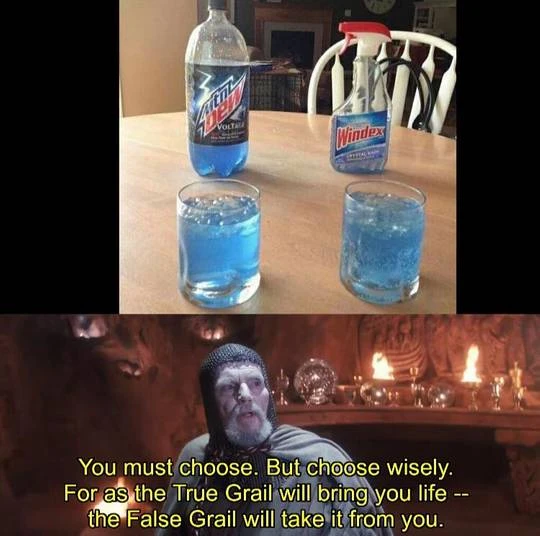 Mtn
Dew
VOLTAGE
Windex
You must choose. But choose wisely.
For as the True Grail will bring you life --
the False Grail will take it from you.